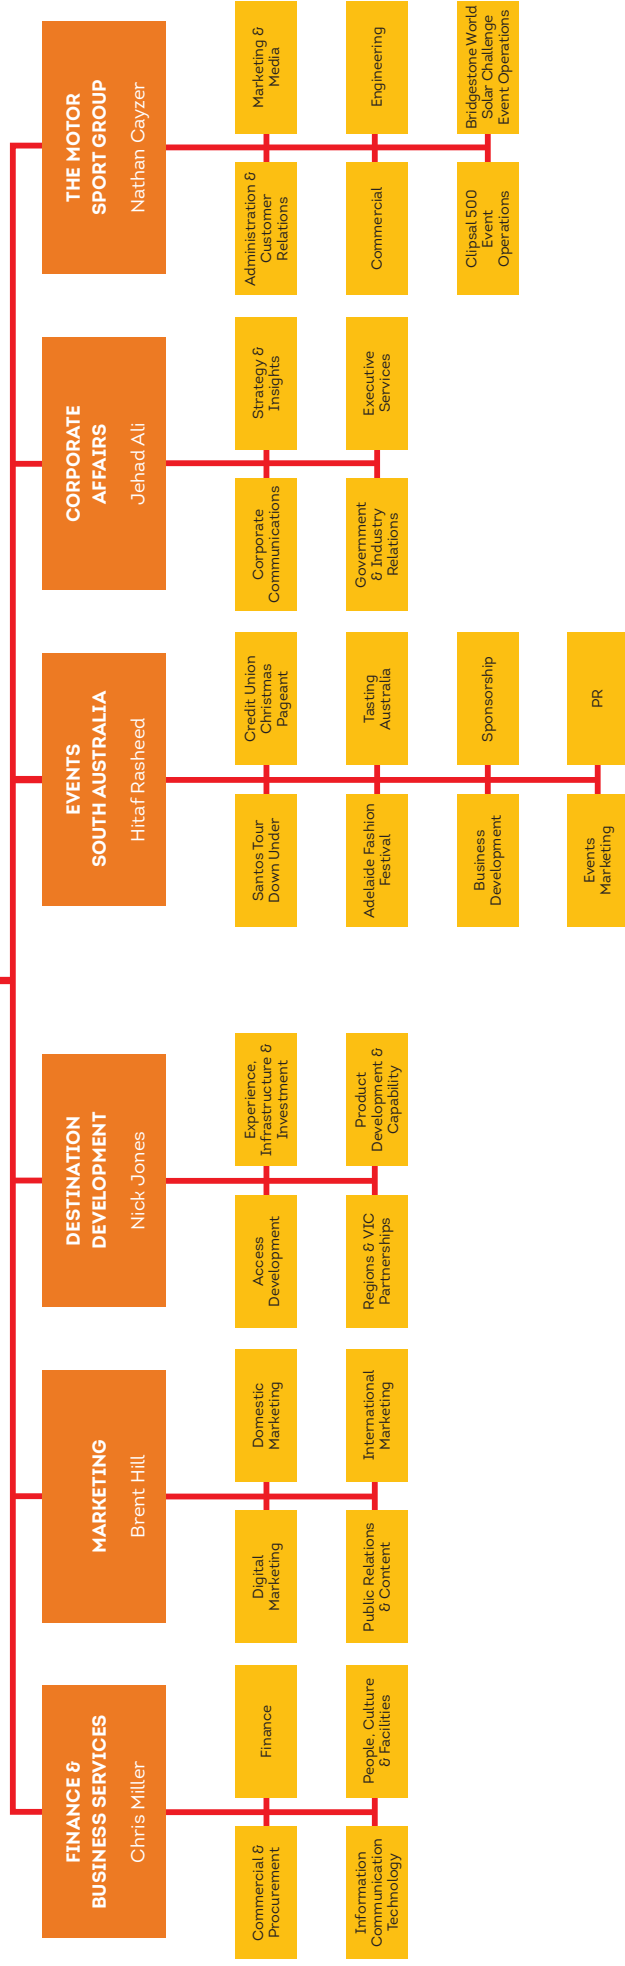 FINANCE &
BUSINESS SERVICES
Chris Miller
Commercial &
Procurement
Finance
Information
Communication
Technology
People, Culture
& Facilities
MARKETING
Brent Hill
Digital
Marketing
Domestic
Marketing
Public Relations
& Content
International
Marketing
DESTINATION
DEVELOPMENT
Nick Jones
Access
Development
Experience,
Infrastructure &
Investment
Regions & VIC
Partnerships
Product
Development &
Capability
EVENTS
SOUTH AUSTRALIA
Hitaf Rasheed
Santos Tour
Down Under
Credit Union
Christmas
Pageant
Adelaide Fashion
Festival
Tasting
Australia
Business
Development
Sponsorship
Events
Marketing
PR
CORPORATE
AFFAIRS
Jehad Ali
Corporate
Communications
Strategy &
Insights
Government
& Industry
Relations
Executive
Services
THE MOTOR
SPORT GROUP
Nathan Cayzer
Administration &
Customer
Relations
Marketing &
Media
Commercial
Engineering
Clipsal 500
Event
Operations
Bridgestone World
Solar Challenge
Event Operations